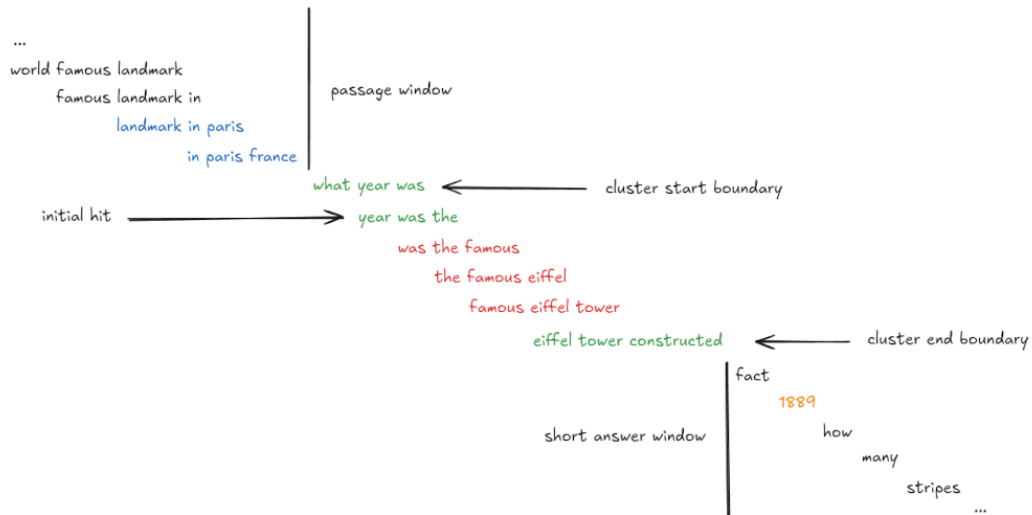 ...
world famous landmark
famous landmark in
passage window
landmark in paris
in paris france
what year was
cluster start boundary
initial hit
year was the
was the famous
the famous eiffel
famous eiffel tower
eiffel tower constructed
cluster end boundary
fact
1889
short answer window
how
many
stripes
...